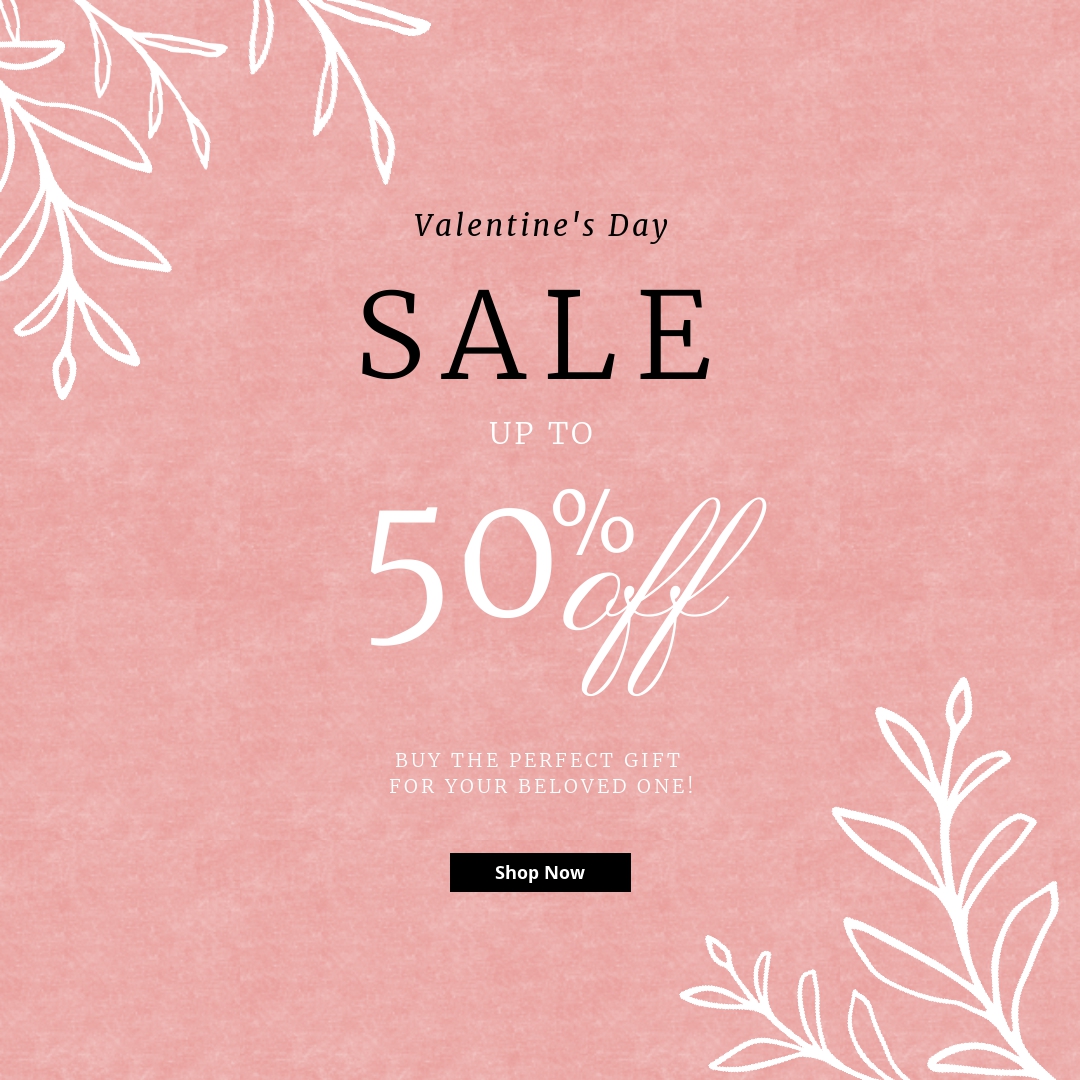 Valentine's Day
SALE
UP TO
50% off
BUY THE PERFECT GIFT
FOR YOUR BELOVED ONE!
Shop Now